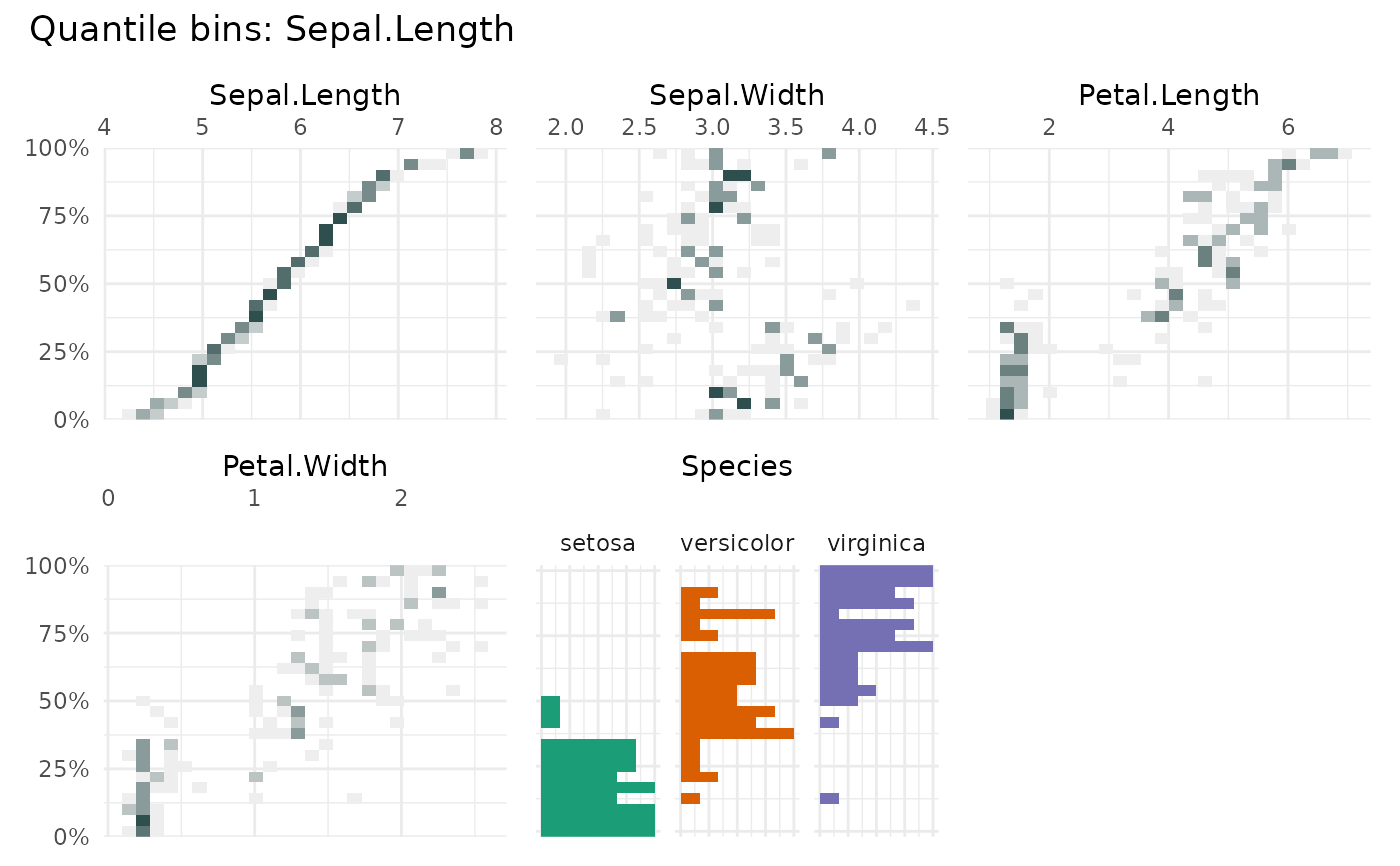 Quantile bins: Sepal.Length
Sepal.Length Sepal.Width Petal.Length
4 5 6 7 8 2.0 2.5 3.0 3.5 4.0 4.5 2 4 6
100%
75%
50%
25%
0%
Petal.Width Species
0 1 2
setosa versicolor virginica
100%
75%
50%
25%
0%